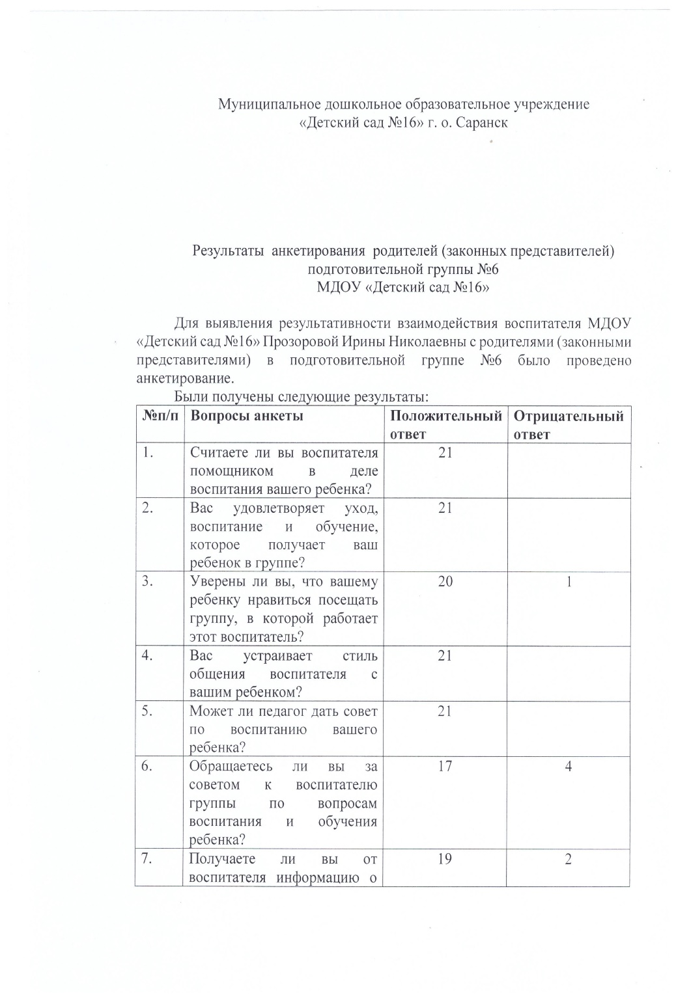 Муниципальное дошкольное образовательное учреждение
«Детский сад №16» г. о. Саранск
Результаты анкетирования родителей (законных представителей)
подготовительной группы №6
МДОУ «Детский сад №16»
Для выявления результативности взаимодействия воспитателя МДОУ
«Детский сад №16» Прозоровой Ирины Николаевны с родителями (законными
представителями) в подготовительной группе №6 было проведено
анкетирование.
Были получены следующие результаты:
№п/п Вопросы анкеты Положительный Отрицательный
ответ ответ
1. Считаете ли вы воспитателя 21
помощником в деле
воспитания вашего ребенка?
2. Вас удовлетворяет уход, 21
воспитание и обучение,
которое получает ваш
ребенок в группе?
3. Уверены ли вы, что вашему 20 1
ребенку нравиться посещать
группу, в которой работает
этот воспитатель?
4. Вас устраивает стиль 21
общения воспитателя с
вашим ребенком?
5. Может ли педагог дать совет 21
по воспитанию вашего
ребенка?
6. Обращаетесь ли вы за 17 4
советом к воспитателю
группы по вопросам
воспитания и обучения
ребенка?
7. Получаете ли вы от 19 2
воспитателя информацию о